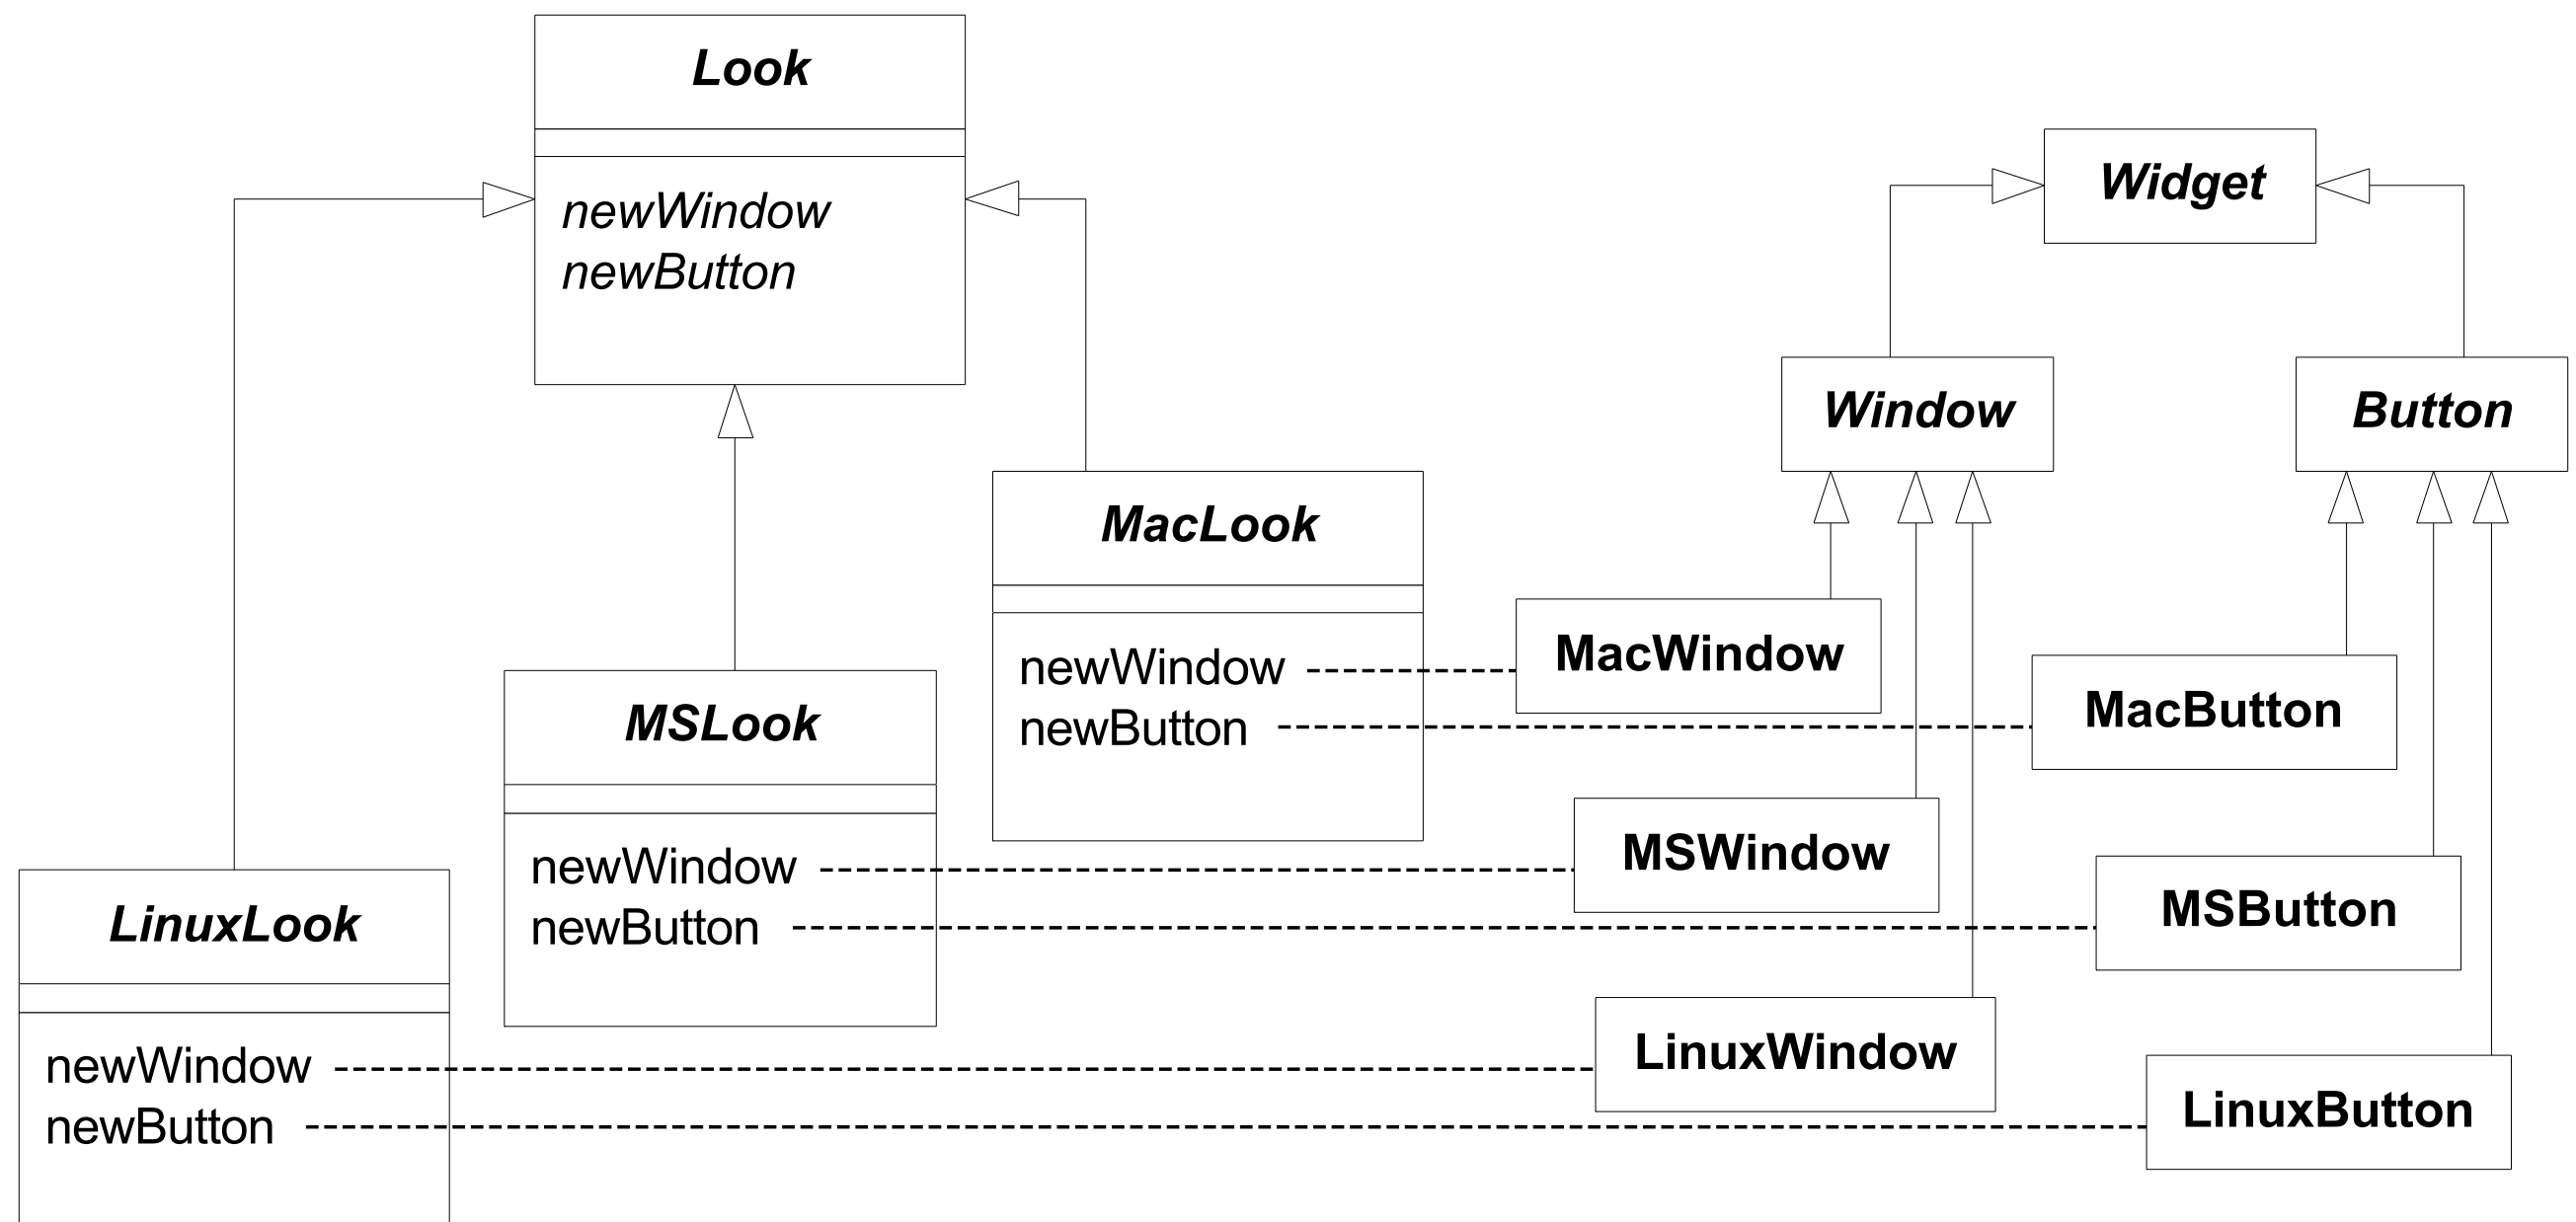 Look
newWindow
newButton
Widget
Window
Button
MacLook
newWindow
newButton
MacWindow
MacButton
MSLook
newWindow
newButton
MSWindow
MSButton
LinuxLook
newWindow
newButton
LinuxWindow
LinuxButton